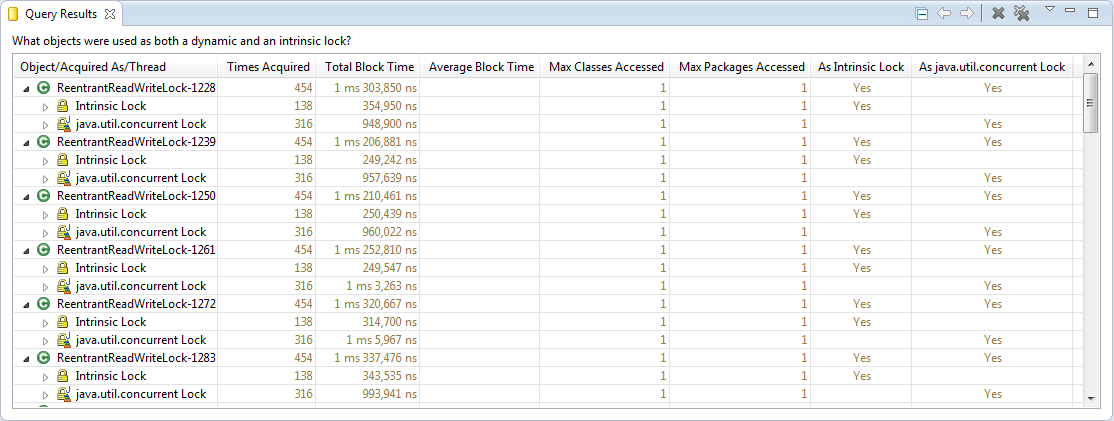 Query Results
What objects were used as both a dynamic and an intrinsic lock?
Object/Acquired As/Thread Times Acquired Total Block Time Average Block Time Max Classes Accessed Max Packages Accessed As Intrinsic Lock As java.util.concurrent Lock
ReentrantReadWriteLock-1228 454 1 ms 303,850 ns 1 1 Yes Yes
Intrinsic Lock 138 354,950 ns 1 1 Yes
java.util.concurrent Lock 316 948,900 ns 1 1 Yes
ReentrantReadWriteLock-1239 454 1 ms 206,881 ns 1 1 Yes Yes
Intrinsic Lock 138 249,242 ns 1 1 Yes
java.util.concurrent Lock 316 957,639 ns 1 1 Yes
ReentrantReadWriteLock-1250 454 1 ms 210,461 ns 1 1 Yes Yes
Intrinsic Lock 138 250,439 ns 1 1 Yes
java.util.concurrent Lock 316 960,022 ns 1 1 Yes
ReentrantReadWriteLock-1261 454 1 ms 252,810 ns 1 1 Yes Yes
Intrinsic Lock 138 249,547 ns 1 1 Yes
java.util.concurrent Lock 316 1 ms 3,263 ns 1 1 Yes
ReentrantReadWriteLock-1272 454 1 ms 320,667 ns 1 1 Yes Yes
Intrinsic Lock 138 314,700 ns 1 1 Yes
java.util.concurrent Lock 316 1 ms 5,967 ns 1 1 Yes
ReentrantReadWriteLock-1283 454 1 ms 337,476 ns 1 1 Yes Yes
Intrinsic Lock 138 343,535 ns 1 1 Yes
java.util.concurrent Lock 316 993,941 ns 1 1 Yes